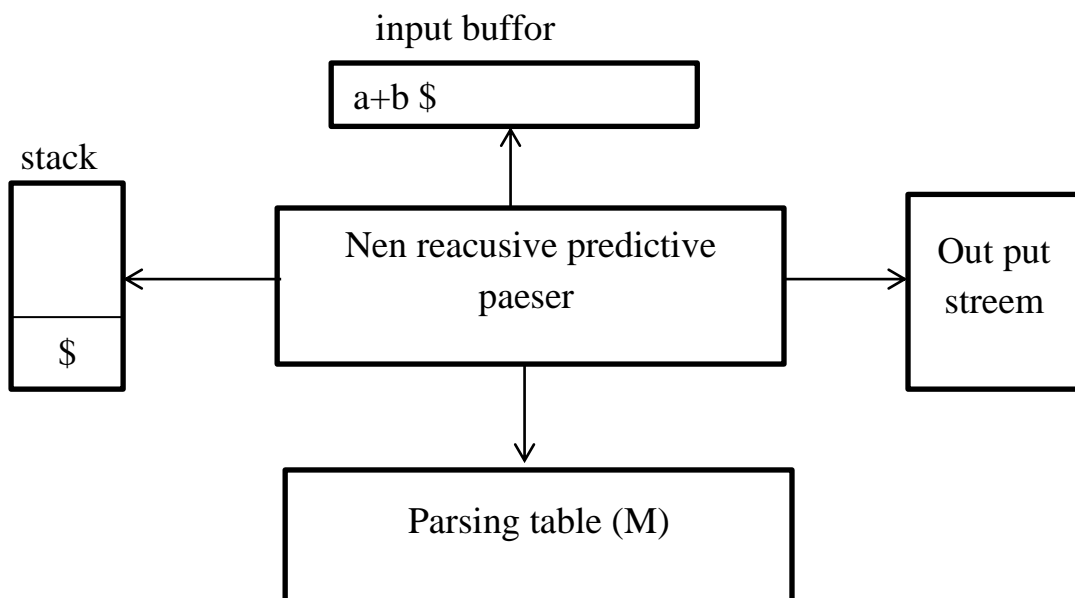 input buffor
a+b $
stack
Nen reacusive predictive
paeser
Out put
streem
$
Parsing table (M)